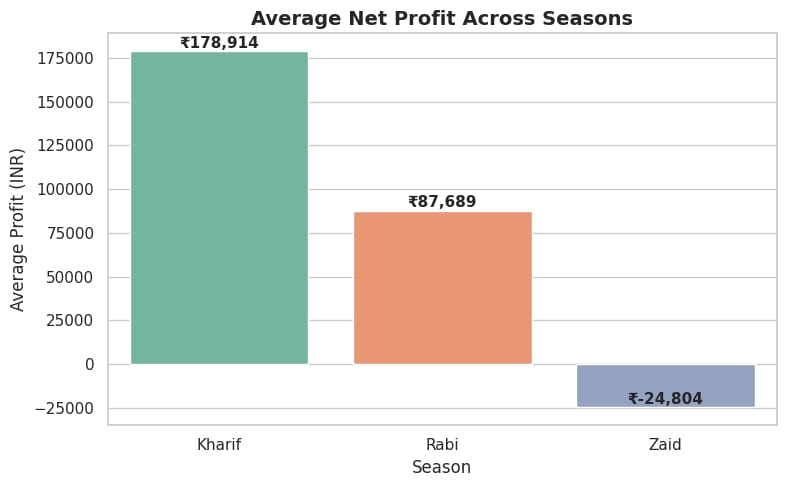 Average Net Profit Across Seasons
₹178,914
₹87,689
₹-24,804
175000
150000
125000
100000
75000
50000
25000
0
−25000
Average Profit (INR)
Kharif
Rabi
Zaid
Season